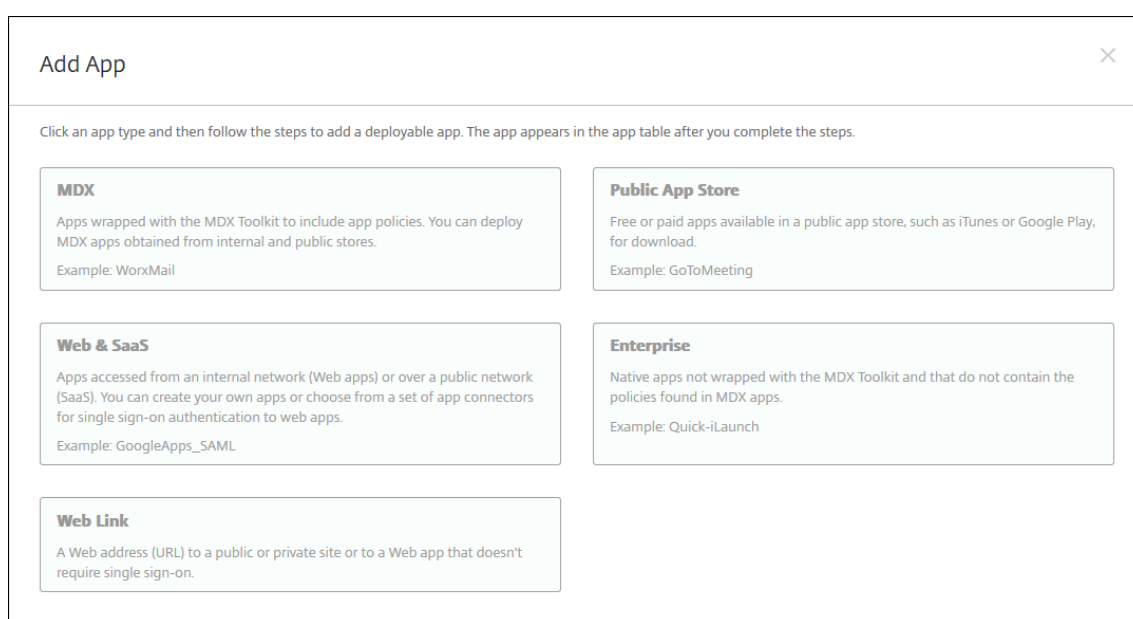 Add App
Click an app type and then follow the steps to add a deployable app. The app appears in the app table after you complete the steps.
MDX
Apps wrapped with the MDX Toolkit to include app policies. You can deploy
MDX apps obtained from internal and public stores.
Example: WorxMail
Public App Store
Free or paid apps available in a public app store, such as iTunes or Google Play,
for download.
Example: GoToMeeting
Web & SaaS
Apps accessed from an internal network (Web apps) or over a public network
(SaaS). You can create your own apps or choose from a set of app connectors
for single sign-on authentication to web apps.
Example: GoogleApps_SAML
Enterprise
Native apps not wrapped with the MDX Toolkit and that do not contain the
policies found in MDX apps.
Example: Quick-iLaunch
Web Link
A Web address (URL) to a public or private site or to a Web app that doesn't
require single sign-on.